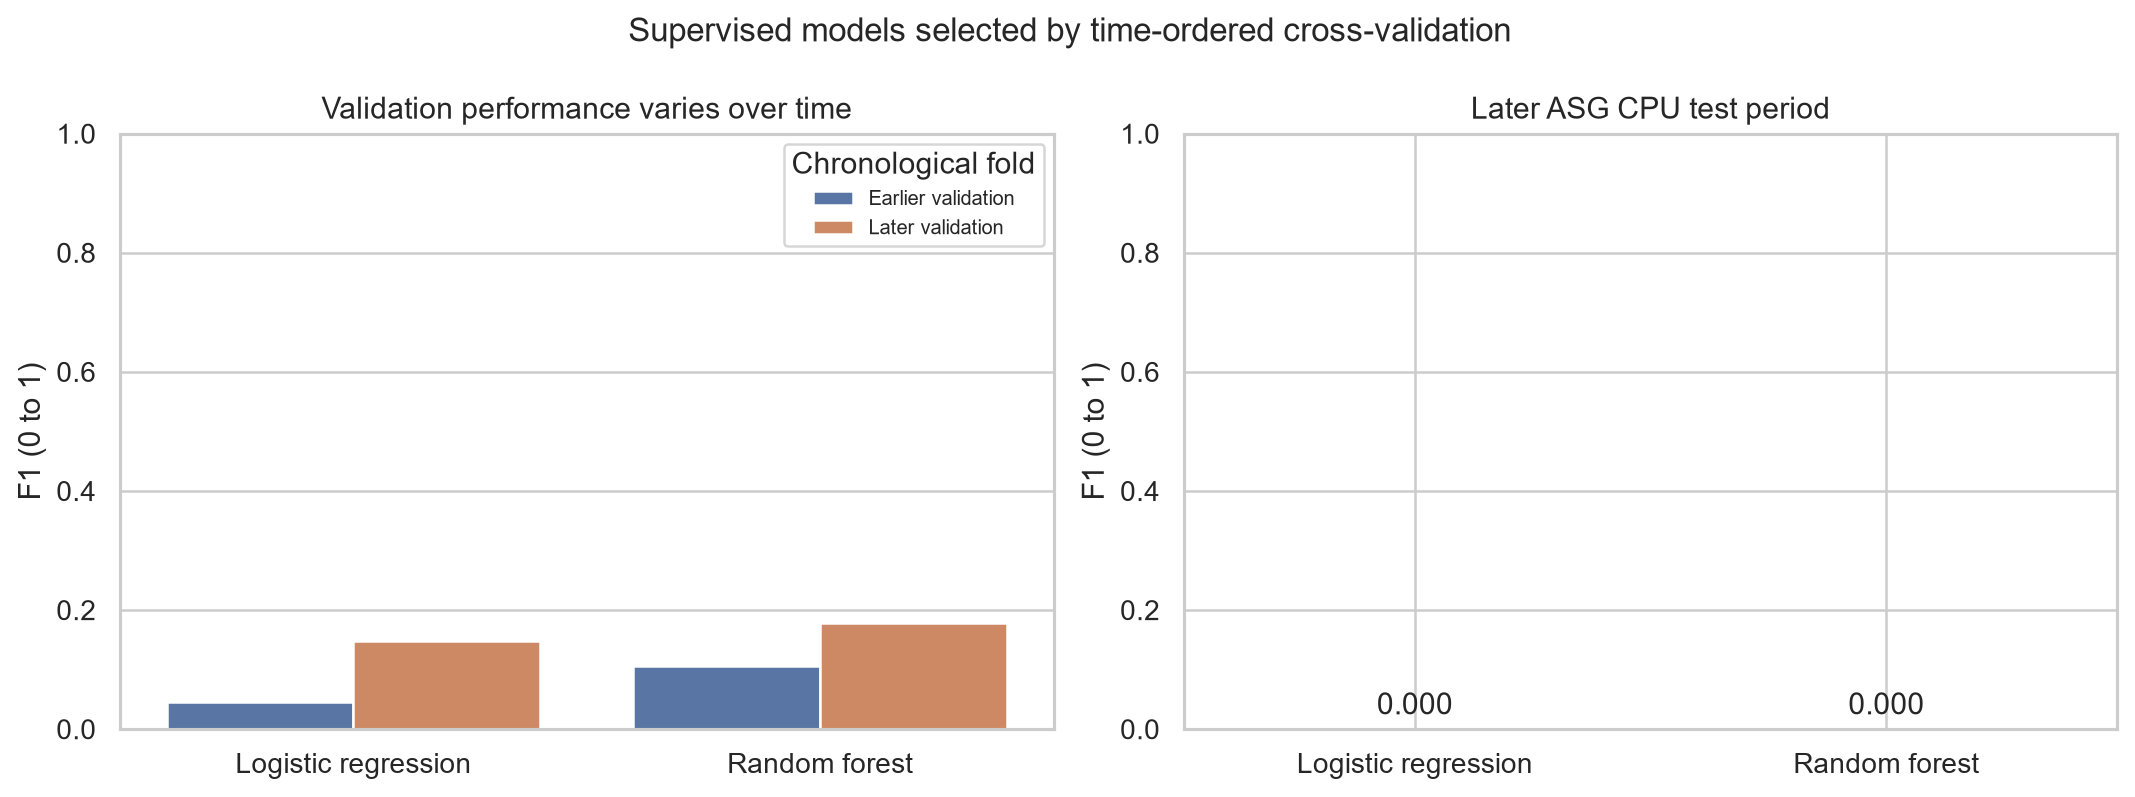 Supervised models selected by time-ordered cross-validation
Validation performance varies over time
F1 (0 to 1)
1.0
0.8
0.6
0.4
0.2
0.0
Chronological fold
Earlier validation
Later validation
Logistic regression
Random forest
Later ASG CPU test period
F1 (0 to 1)
1.0
0.8
0.6
0.4
0.2
0.0
0.000
0.000
Logistic regression
Random forest